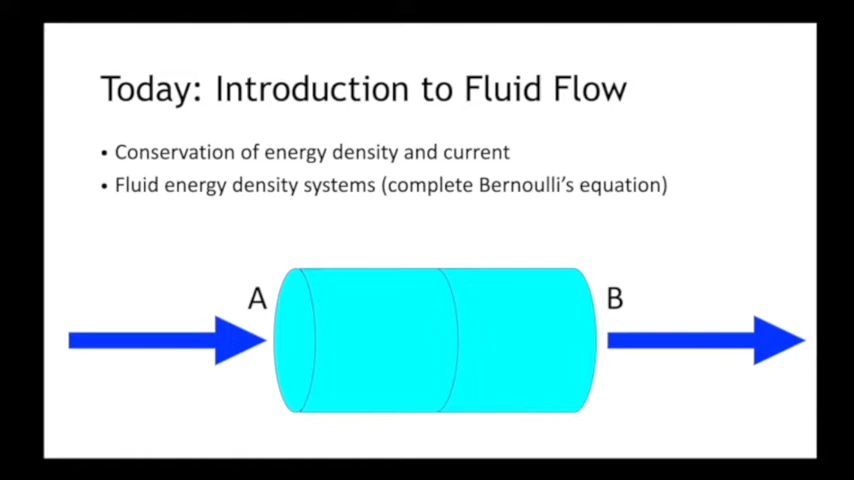 Today: Introduction to Fluid Flow
• Conservation of energy density and current
• Fluid energy density systems (complete Bernoulli's equation)
A
B